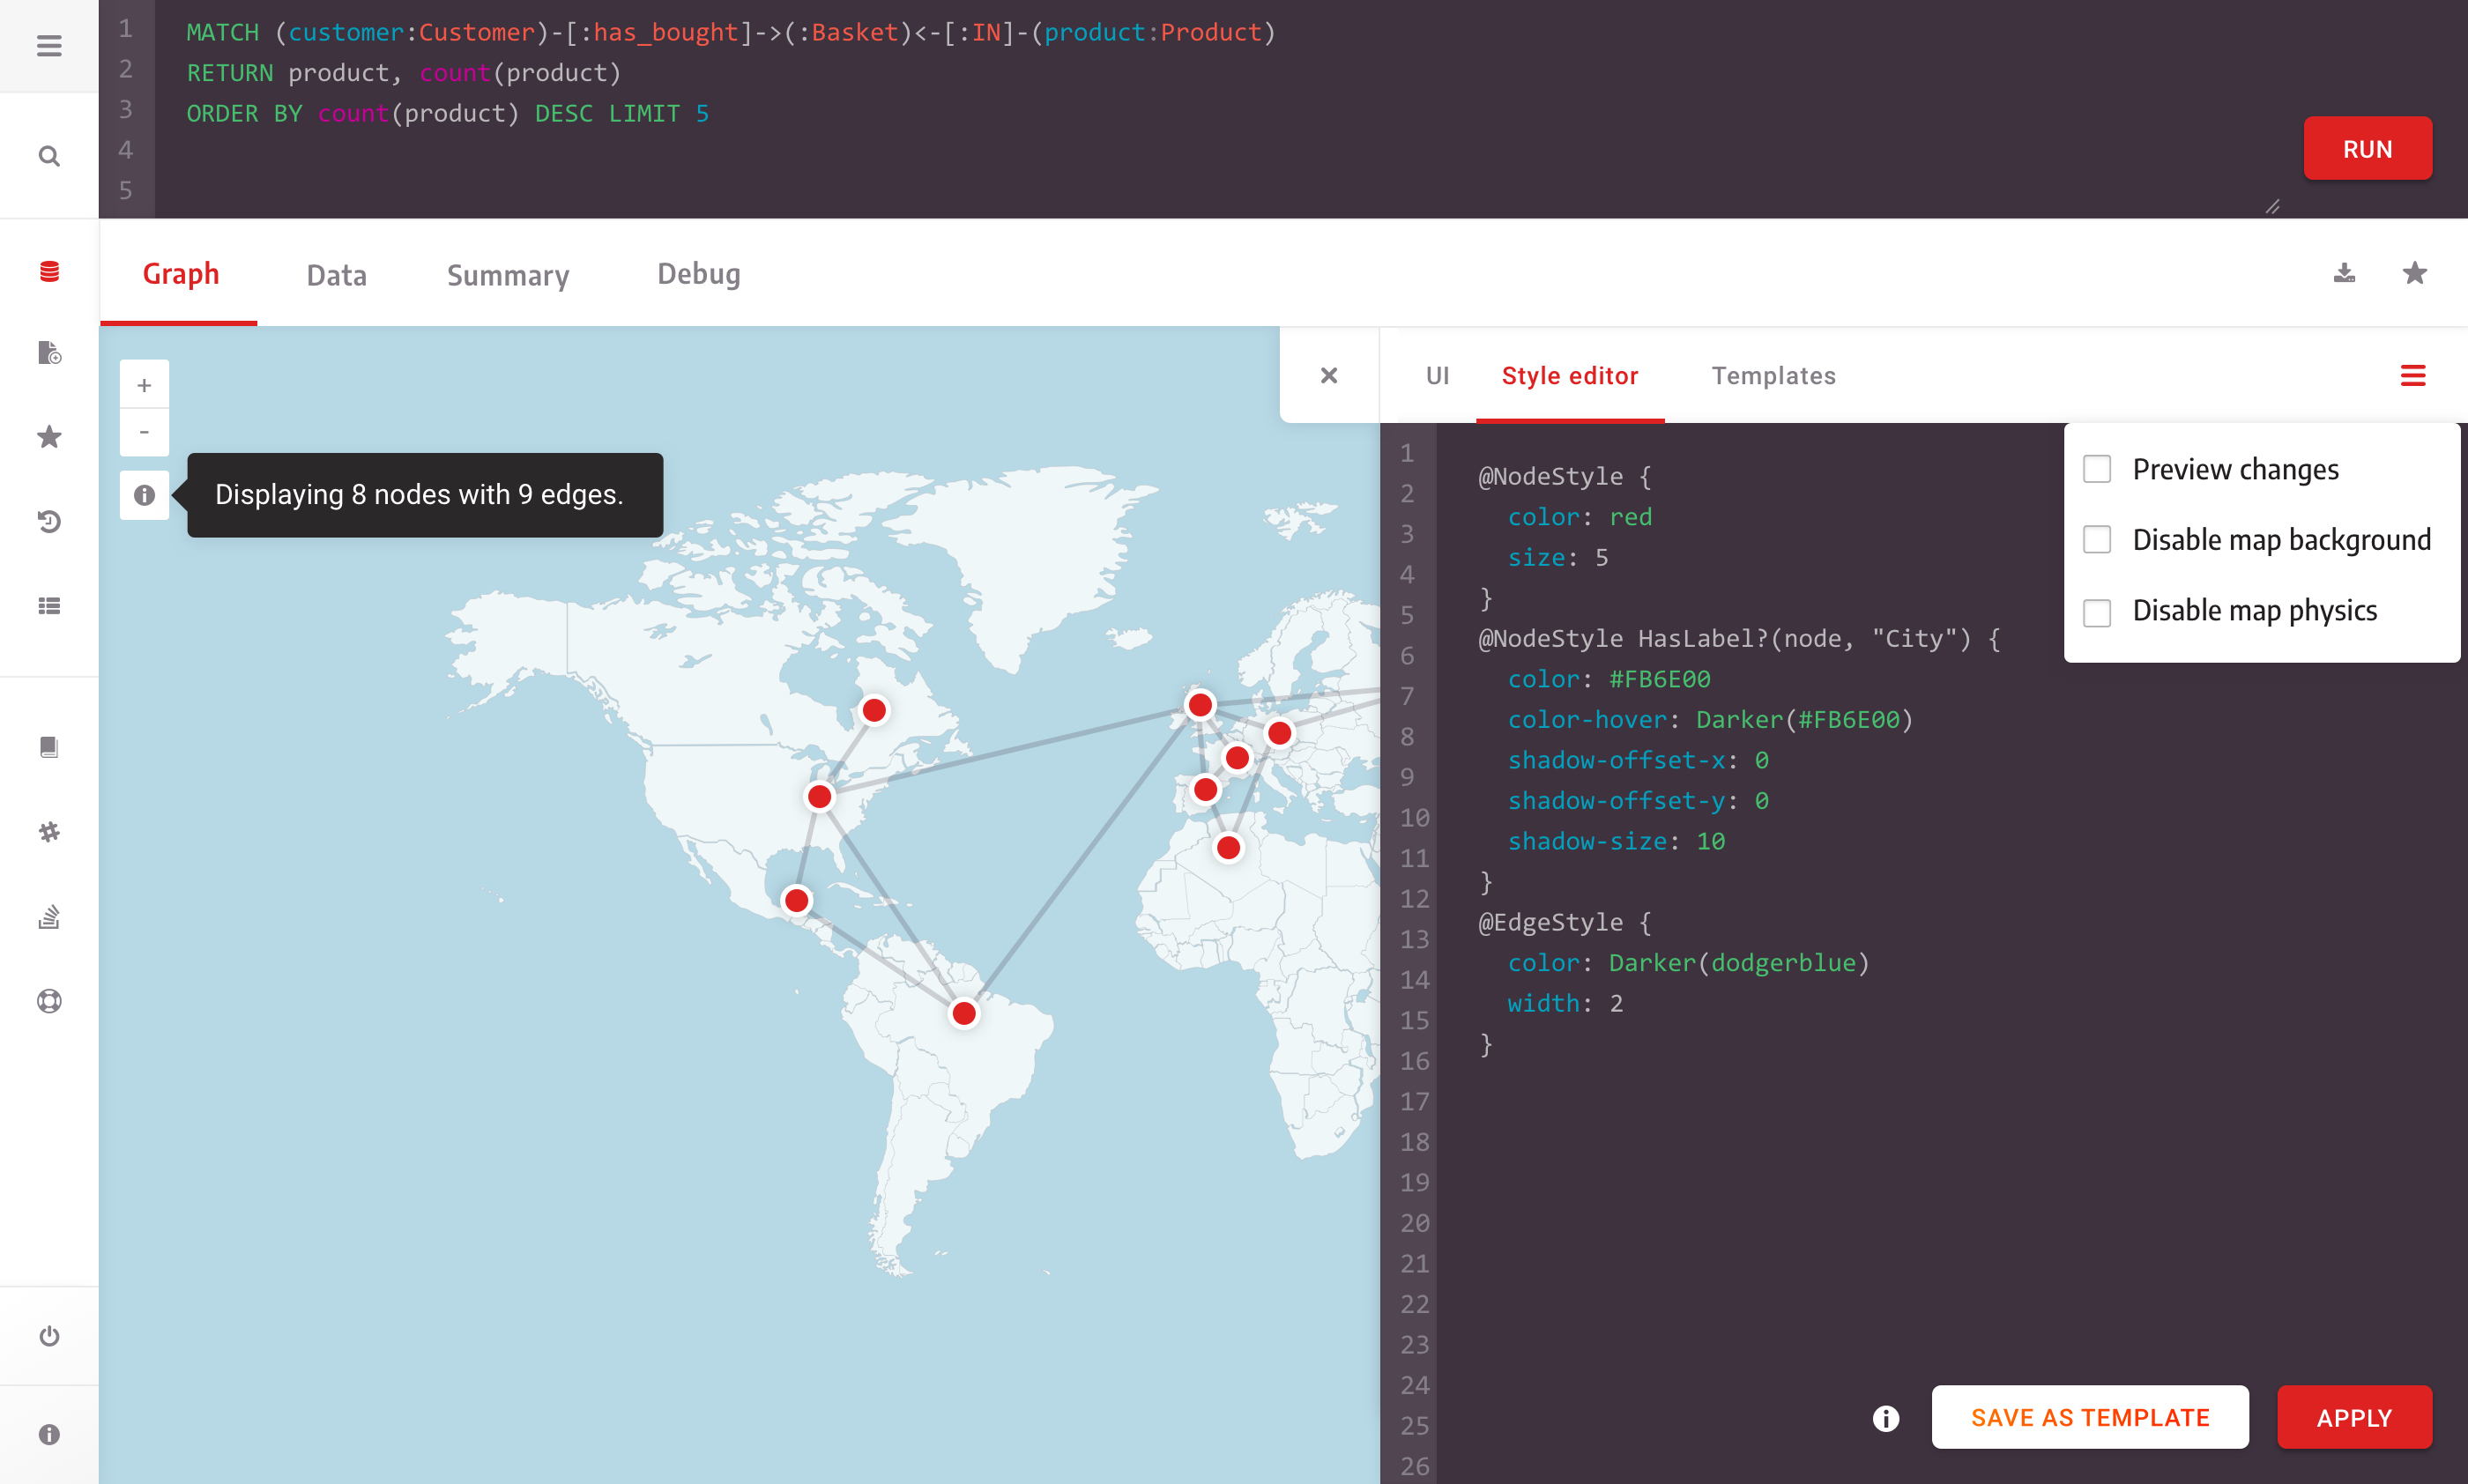 1 MATCH (customer:Customer)-[:has_bought]->(:Basket)<-[:IN]-(product:Product)
2 RETURN product, count(product)
3 ORDER BY count(product) DESC LIMIT 5
4
5
RUN
Graph Data Summary Debug
+
-
Displaying 8 nodes with 9 edges.
× UI Style editor Templates
Preview changes
Disable map background
Disable map physics
1
2
3
4
5
6
7
8
9
10
11
12
13
14
15
16
17
18
19
20
21
22
23
24
25
26
@NodeStyle {
color: red
size: 5
}
@NodeStyle HasLabel?(node, "City") {
color: #FB6E00
color-hover: Darker(#FB6E00)
shadow-offset-x: 0
shadow-offset-y: 0
shadow-size: 10
}
@EdgeStyle {
color: Darker(dodgerblue)
width: 2
}
SAVE AS TEMPLATE APPLY